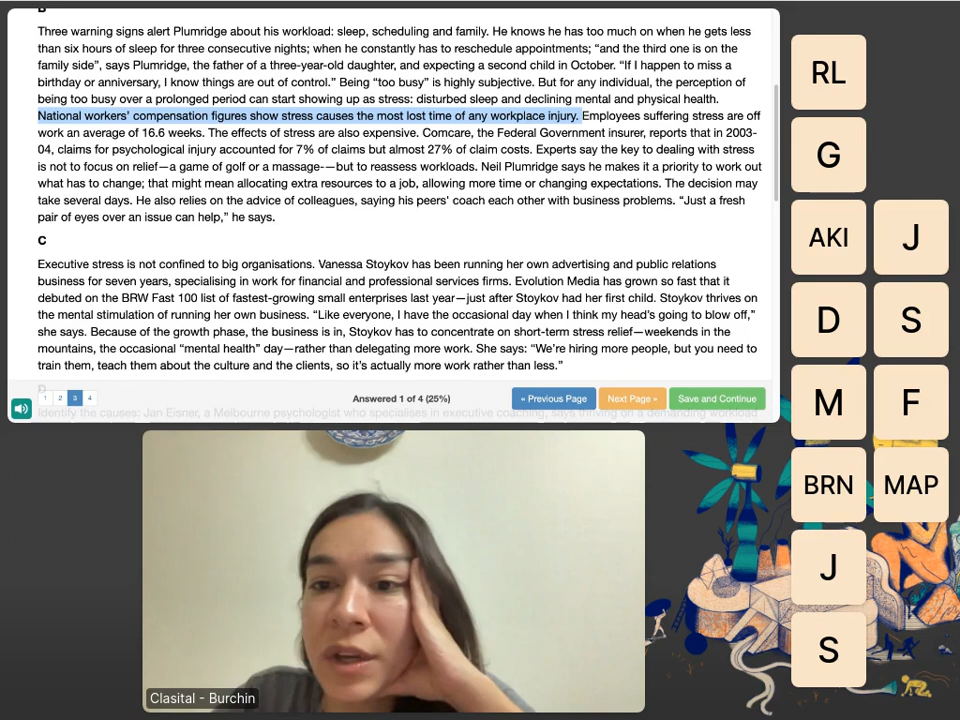 B
Three warning signs alert Plumridge about his workload: sleep, scheduling and family. He knows he has too much on when he gets less
than six hours of sleep for three consecutive nights; when he constantly has to reschedule appointments; “and the third one is on the
family side”, says Plumridge, the father of a three-year-old daughter, and expecting a second child in October. “If I happen to miss a
birthday or anniversary, I know things are out of control.” Being “too busy” is highly subjective. But for any individual, the perception of
being too busy over a prolonged period can start showing up as stress: disturbed sleep and declining mental and physical health.
National workers’ compensation figures show stress causes the most lost time of any workplace injury. Employees suffering stress are off
work an average of 16.6 weeks. The effects of stress are also expensive. Comcare, the Federal Government insurer, reports that in 2003-
04, claims for psychological injury accounted for 7% of claims but almost 27% of claim costs. Experts say the key to dealing with stress
is not to focus on relief—a game of golf or a massage-—but to reassess workloads. Neil Plumridge says he makes it a priority to work out
what has to change; that might mean allocating extra resources to a job, allowing more time or changing expectations. The decision may
take several days. He also relies on the advice of colleagues, saying his peers' coach each other with business problems. “Just a fresh
pair of eyes over an issue can help,” he says.
C
Executive stress is not confined to big organisations. Vanessa Stoykov has been running her own advertising and public relations
business for seven years, specialising in work for financial and professional services firms. Evolution Media has grown so fast that it
debuted on the BRW Fast 100 list of fastest-growing small enterprises last year—just after Stoykov had her first child. Stoykov thrives on
the mental stimulation of running her own business. “Like everyone, I have the occasional day when I think my head’s going to blow off,”
she says. Because of the growth phase, the business is in, Stoykov has to concentrate on short-term stress relief—weekends in the
mountains, the occasional “mental health” day—rather than delegating more work. She says: “We’re hiring more people, but you need to
train them, teach them about the culture and the clients, so it’s actually more work rather than less.”
D
1 2 3 4
Answered 1 of 4 (25%)
« Previous Page
Next Page »
Save and Continue
Identify the causes: Jan Eisner, a Melbourne psychologist who specialises in executive coaching, says thriving on a demanding workload
RL
G
AKI J
D S
M F
BRN MAP
J
S
Clasital - Burchin